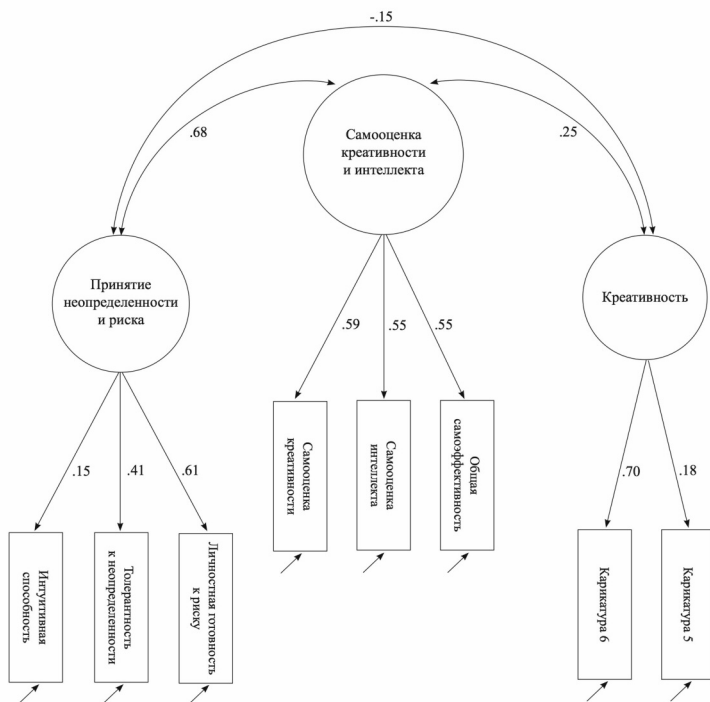 -.15
.68
Самооценка
креативности
и интеллекта
.25
Принятие
неопределенности
и риска
Креативность
.59
.55
.55
Самооценка
креативности
Самооценка
интеллекта
Общая
самоэффективность
.15
.41
.61
.70
.18
Интуитивная
способность
Толерантность
к неопределенности
Личностная готовность
к риску
Карикатура 6
Карикатура 5